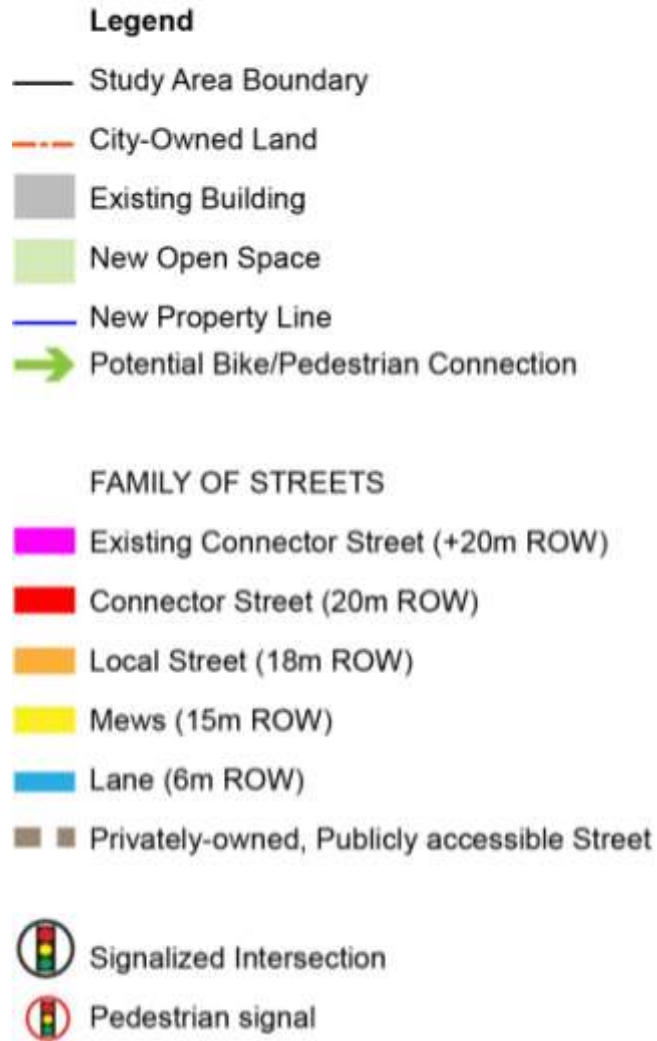 Legend
Study Area Boundary
City-Owned Land
Existing Building
New Open Space
New Property Line
Potential Bike/Pedestrian Connection
FAMILY OF STREETS
Existing Connector Street (+20m ROW)
Connector Street (20m ROW)
Local Street (18m ROW)
Mews (15m ROW)
Lane (6m ROW)
Privately-owned, Publicly accessible Street
Signalized Intersection
Pedestrian signal